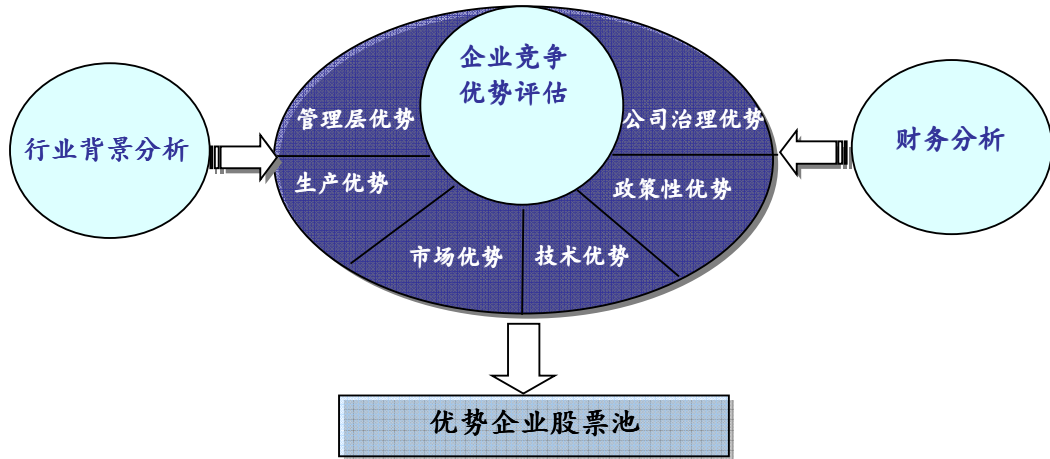 企业竞争
优势评估
管理层优势
公司治理优势
行业背景分析
财务分析
生产优势
政策性优势
市场优势
技术优势
优势企业股票池